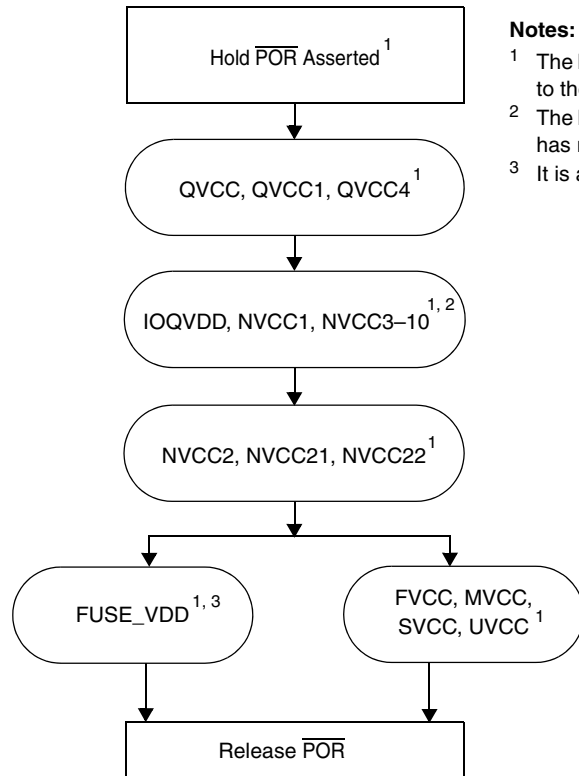 Hold POR Asserted 1
Notes:
1 The
to the
2 The
has
3 It is
QVCC, QVCC1, QVCC4 1
IOQVDD, NVCC1, NVCC3–10 1, 2
NVCC2, NVCC21, NVCC22 1
FUSE_VDD 1, 3
FVCC, MVCC,
SVCC, UVCC 1
Release POR